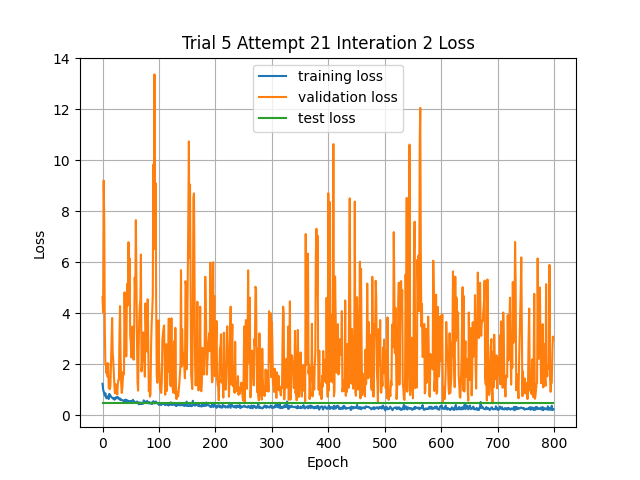 Trial 5 Attempt 21 Interation 2 Loss
training loss
validation loss
test loss
14
12
10
8
6
4
2
0
Loss
0 100 200 300 400 500 600 700 800
Epoch